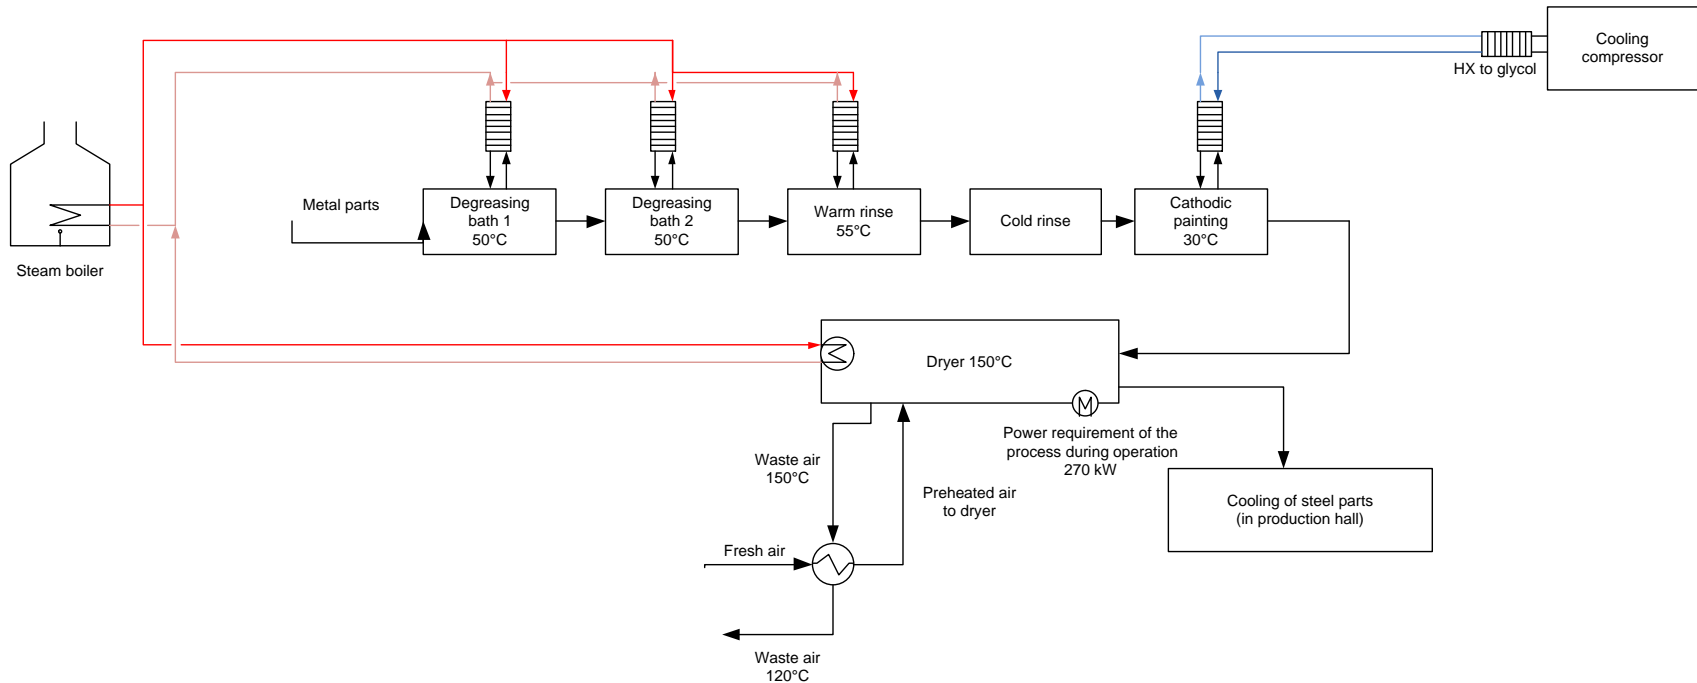 Cooling
compressor
HX to glycol
Metal parts
Degreasing
bath 1
50°C
Degreasing
bath 2
50°C
Warm rinse
55°C
Cold rinse
Cathodic
painting
30°C
Steam boiler
Dryer 150°C
M
Power requirement of the
process during operation
270 kW
Waste air
150°C
Preheated air
to dryer
Cooling of steel parts
(in production hall)
Fresh air
Waste air
120°C